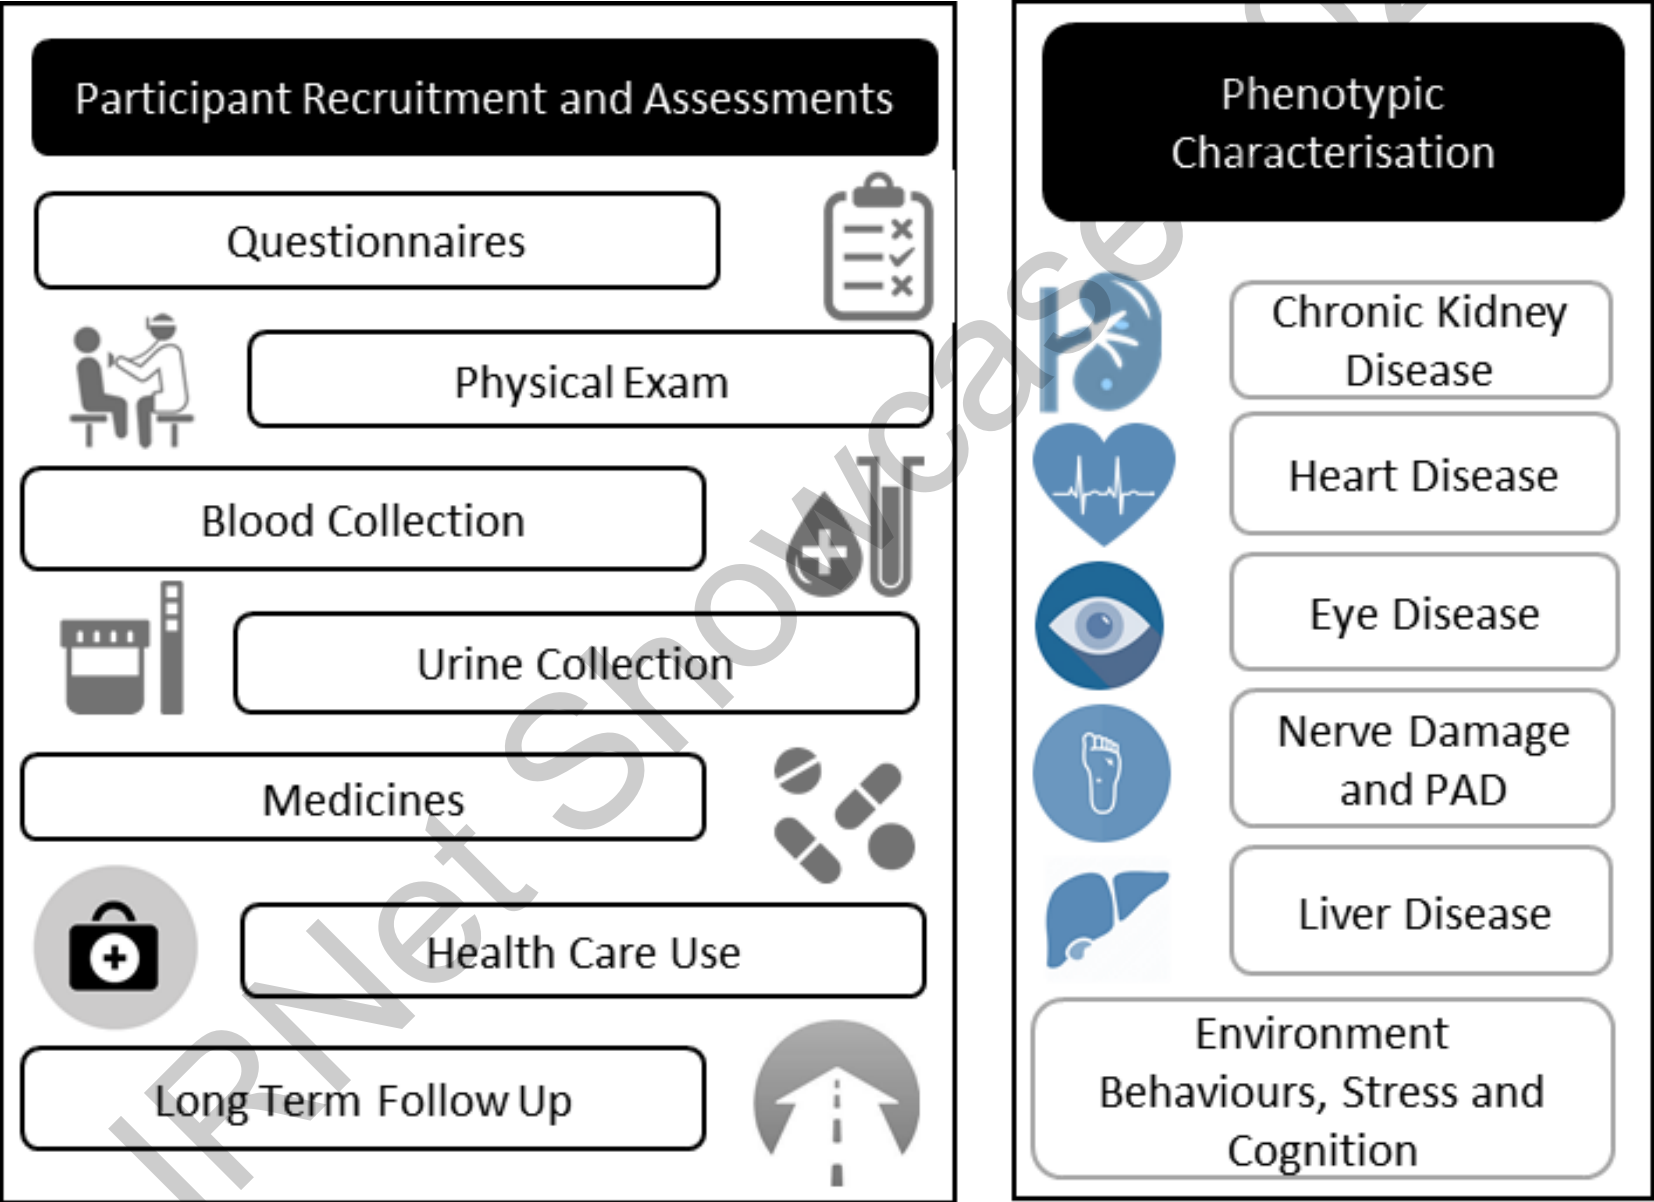 Participant Recruitment and Assessments
Questionnaires
Physical Exam
Blood Collection
Urine Collection
Medicines
Health Care Use
Long Term Follow Up
Phenotypic
Characterisation
Chronic Kidney
Disease
Heart Disease
Eye Disease
Nerve Damage
and PAD
Liver Disease
Environment
Behaviours, Stress and
Cognition
IRNet Showcase